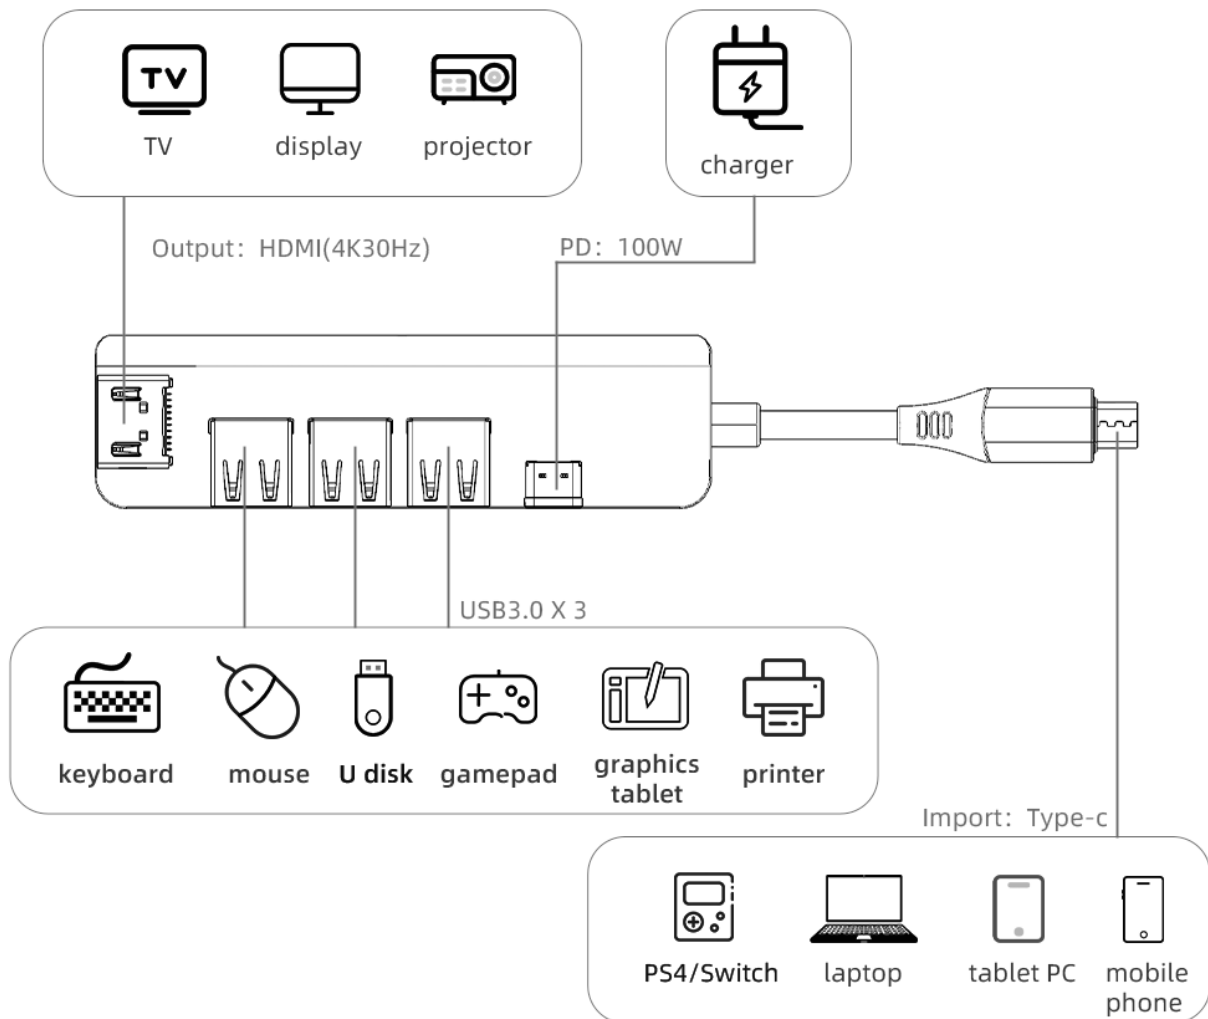 TV
TV
display
projector
charger
Output: HDMI(4K30Hz)
PD: 100W
USB3.0 X 3
keyboard
mouse
U disk
gamepad
graphics
tablet
printer
Import: Type-c
PS4/Switch
laptop
tablet PC
mobile
phone